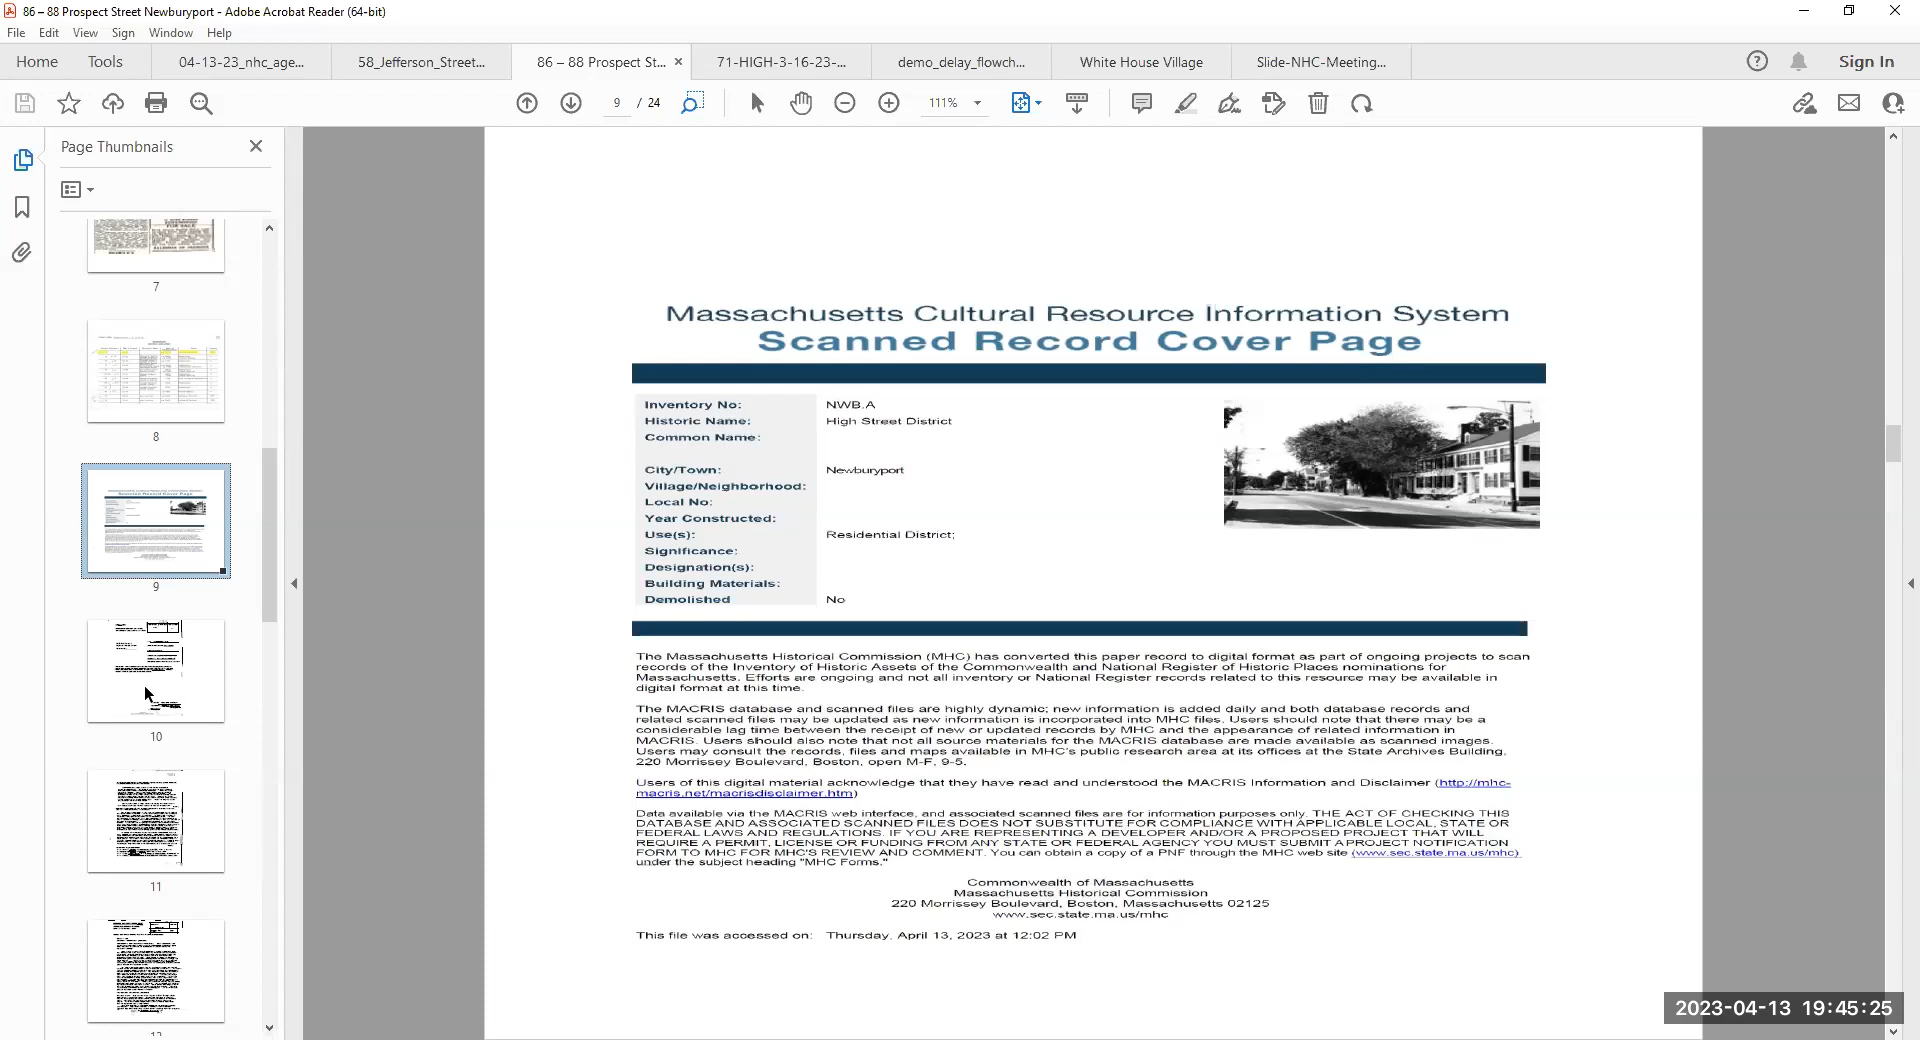 86 – 88 Prospect Street Newburyport - Adobe Acrobat Reader (64-bit)
File Edit View Sign Window Help
Home Tools 04-13-23_nhc_age... 58_Jefferson_Street... 86 – 88 Prospect St... 71-HIGH-3-16-23-... demo_delay_flowch... White House Village Slide-NHC-Meeting... Sign In
9 / 24 111%
Page Thumbnails
7
8
9
10
11
12
Massachusetts Cultural Resource Information System
Scanned Record Cover Page
Inventory No: NWB.A
Historic Name: High Street District
Common Name:
City/Town: Newburyport
Village/Neighborhood:
Local No:
Year Constructed:
Use(s): Residential District;
Significance:
Designation(s):
Building Materials:
Demolished No
The Massachusetts Historical Commission (MHC) has converted this paper record to digital format as part of ongoing projects to scan
records of the Inventory of Historic Assets of the Commonwealth and National Register of Historic Places nominations for
Massachusetts. Efforts are ongoing and not all inventory or National Register records related to this resource may be available in
digital format at this time.
The MACRIS database and scanned files are highly dynamic; new information is added daily and both database records and
related scanned files may be updated as new information is incorporated into MHC files. Users should note that there may be a
considerable lag time between the receipt of new or updated records by MHC and the appearance of related information in
MACRIS. Users should also note that not all source materials for the MACRIS database are made available as scanned images.
Users may consult the records, files and maps available in MHC's public research area at its offices at the State Archives Building,
220 Morrissey Boulevard, Boston, open M-F, 9-5.
Users of this digital material acknowledge that they have read and understood the MACRIS Information and Disclaimer (http://mhc-
macris.net/macrisdisclaimer.htm)
Data available via the MACRIS web interface, and associated scanned files are for information purposes only. THE ACT OF CHECKING THIS
DATABASE AND ASSOCIATED SCANNED FILES DOES NOT SUBSTITUTE FOR COMPLIANCE WITH APPLICABLE LOCAL, STATE OR
FEDERAL LAWS AND REGULATIONS. IF YOU ARE REPRESENTING A DEVELOPER AND/OR A PROPOSED PROJECT THAT WILL
REQUIRE A PERMIT, LICENSE OR FUNDING FROM ANY STATE OR FEDERAL AGENCY YOU MUST SUBMIT A PROJECT NOTIFICATION
FORM TO MHC FOR MHC'S REVIEW AND COMMENT. You can obtain a copy of a PNF through the MHC web site (www.sec.state.ma.us/mhc)
under the subject heading "MHC Forms."
Commonwealth of Massachusetts
Massachusetts Historical Commission
220 Morrissey Boulevard, Boston, Massachusetts 02125
www.sec.state.ma.us/mhc
This file was accessed on: Thursday, April 13, 2023 at 12:02 PM
2023-04-13 19:45:25